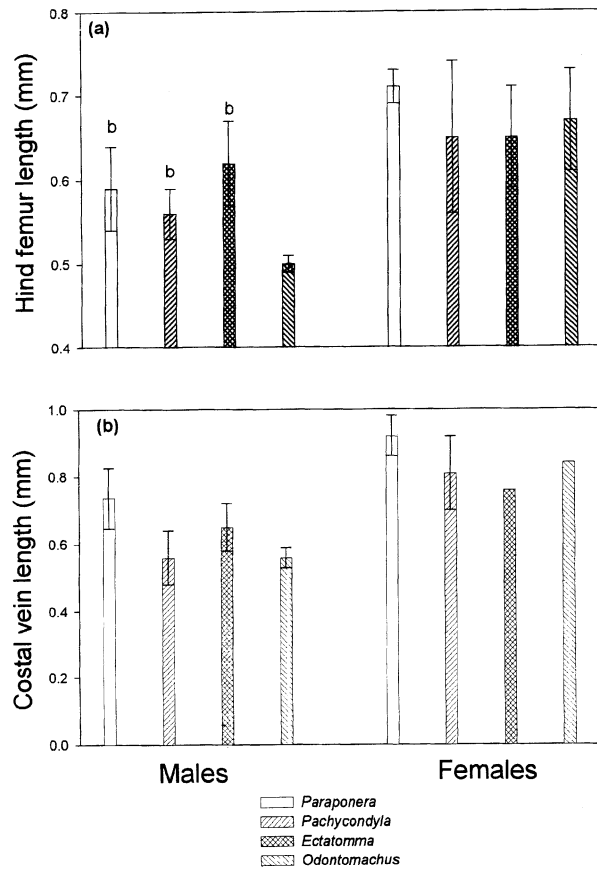 (a)
Hind femur length (mm)
0.8
0.7
0.6
0.5
0.4
b
b
b
(b)
Costal vein length (mm)
1.0
0.8
0.6
0.4
0.2
0.0
Males
Females
Paraponera
Pachycondyla
Ectatomma
Odontomachus